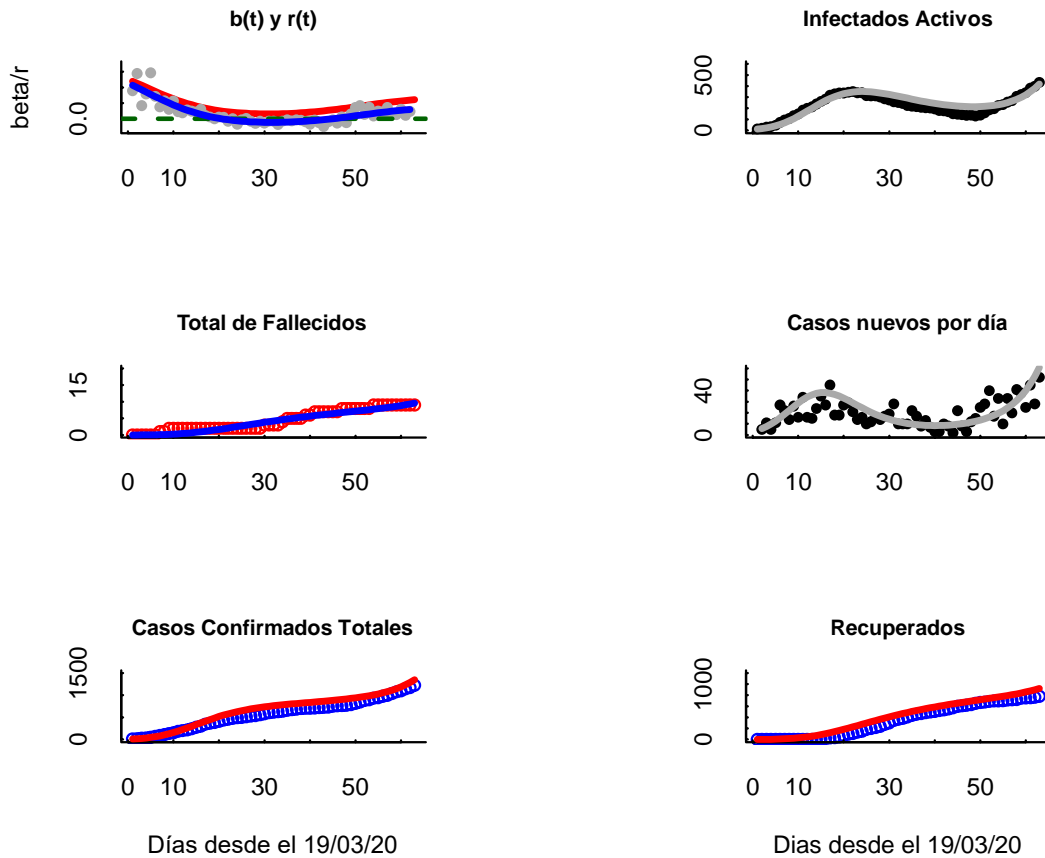 b(t) y r(t)
beta/r
0.0
0 10 30 50
Infectados Activos
0 500
0 10 30 50
Total de Fallecidos
0 15
0 10 30 50
Casos nuevos por día
0 40
0 10 30 50
Casos Confirmados Totales
0 1500
0 10 30 50
Días desde el 19/03/20
Recuperados
0 1000
0 10 30 50
Dias desde el 19/03/20